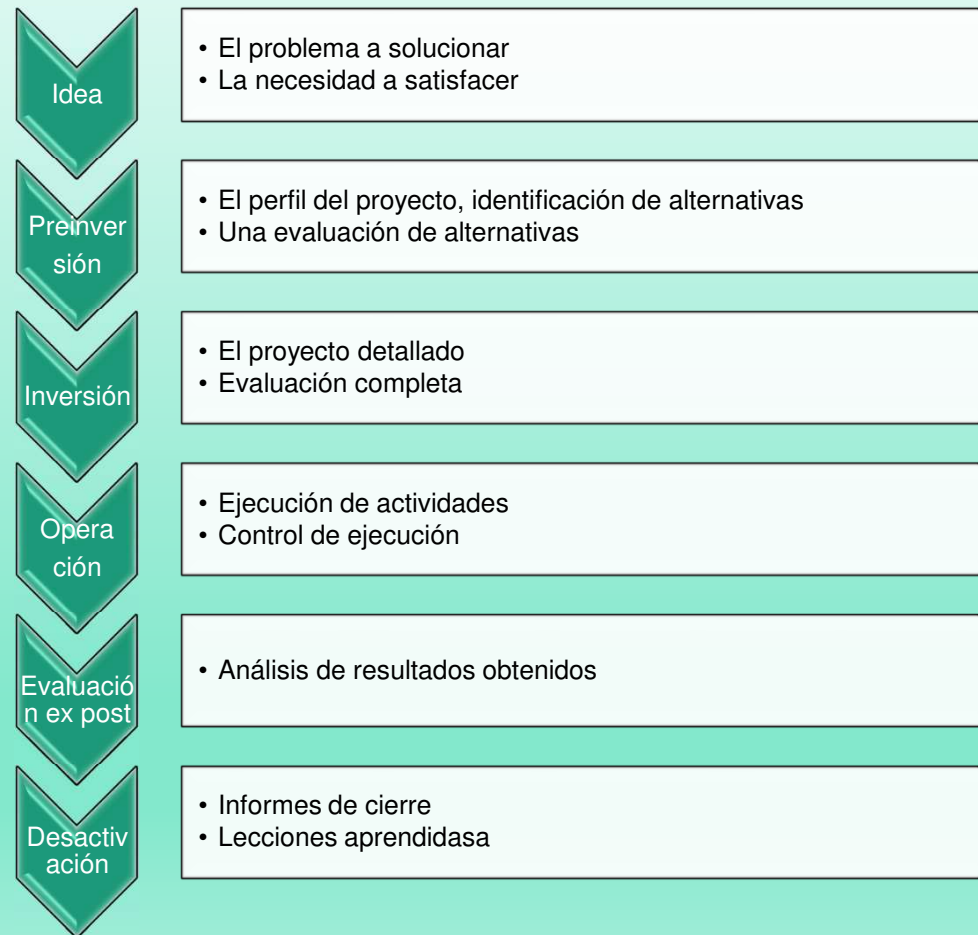 Idea
• El problema a solucionar
• La necesidad a satisfacer
Preinver
sión
• El perfil del proyecto, identificación de alternativas
• Una evaluación de alternativas
Inversión
• El proyecto detallado
• Evaluación completa
Opera
ción
• Ejecución de actividades
• Control de ejecución
Evaluació
n ex post
• Análisis de resultados obtenidos
Desactiv
ación
• Informes de cierre
• Lecciones aprendidasa